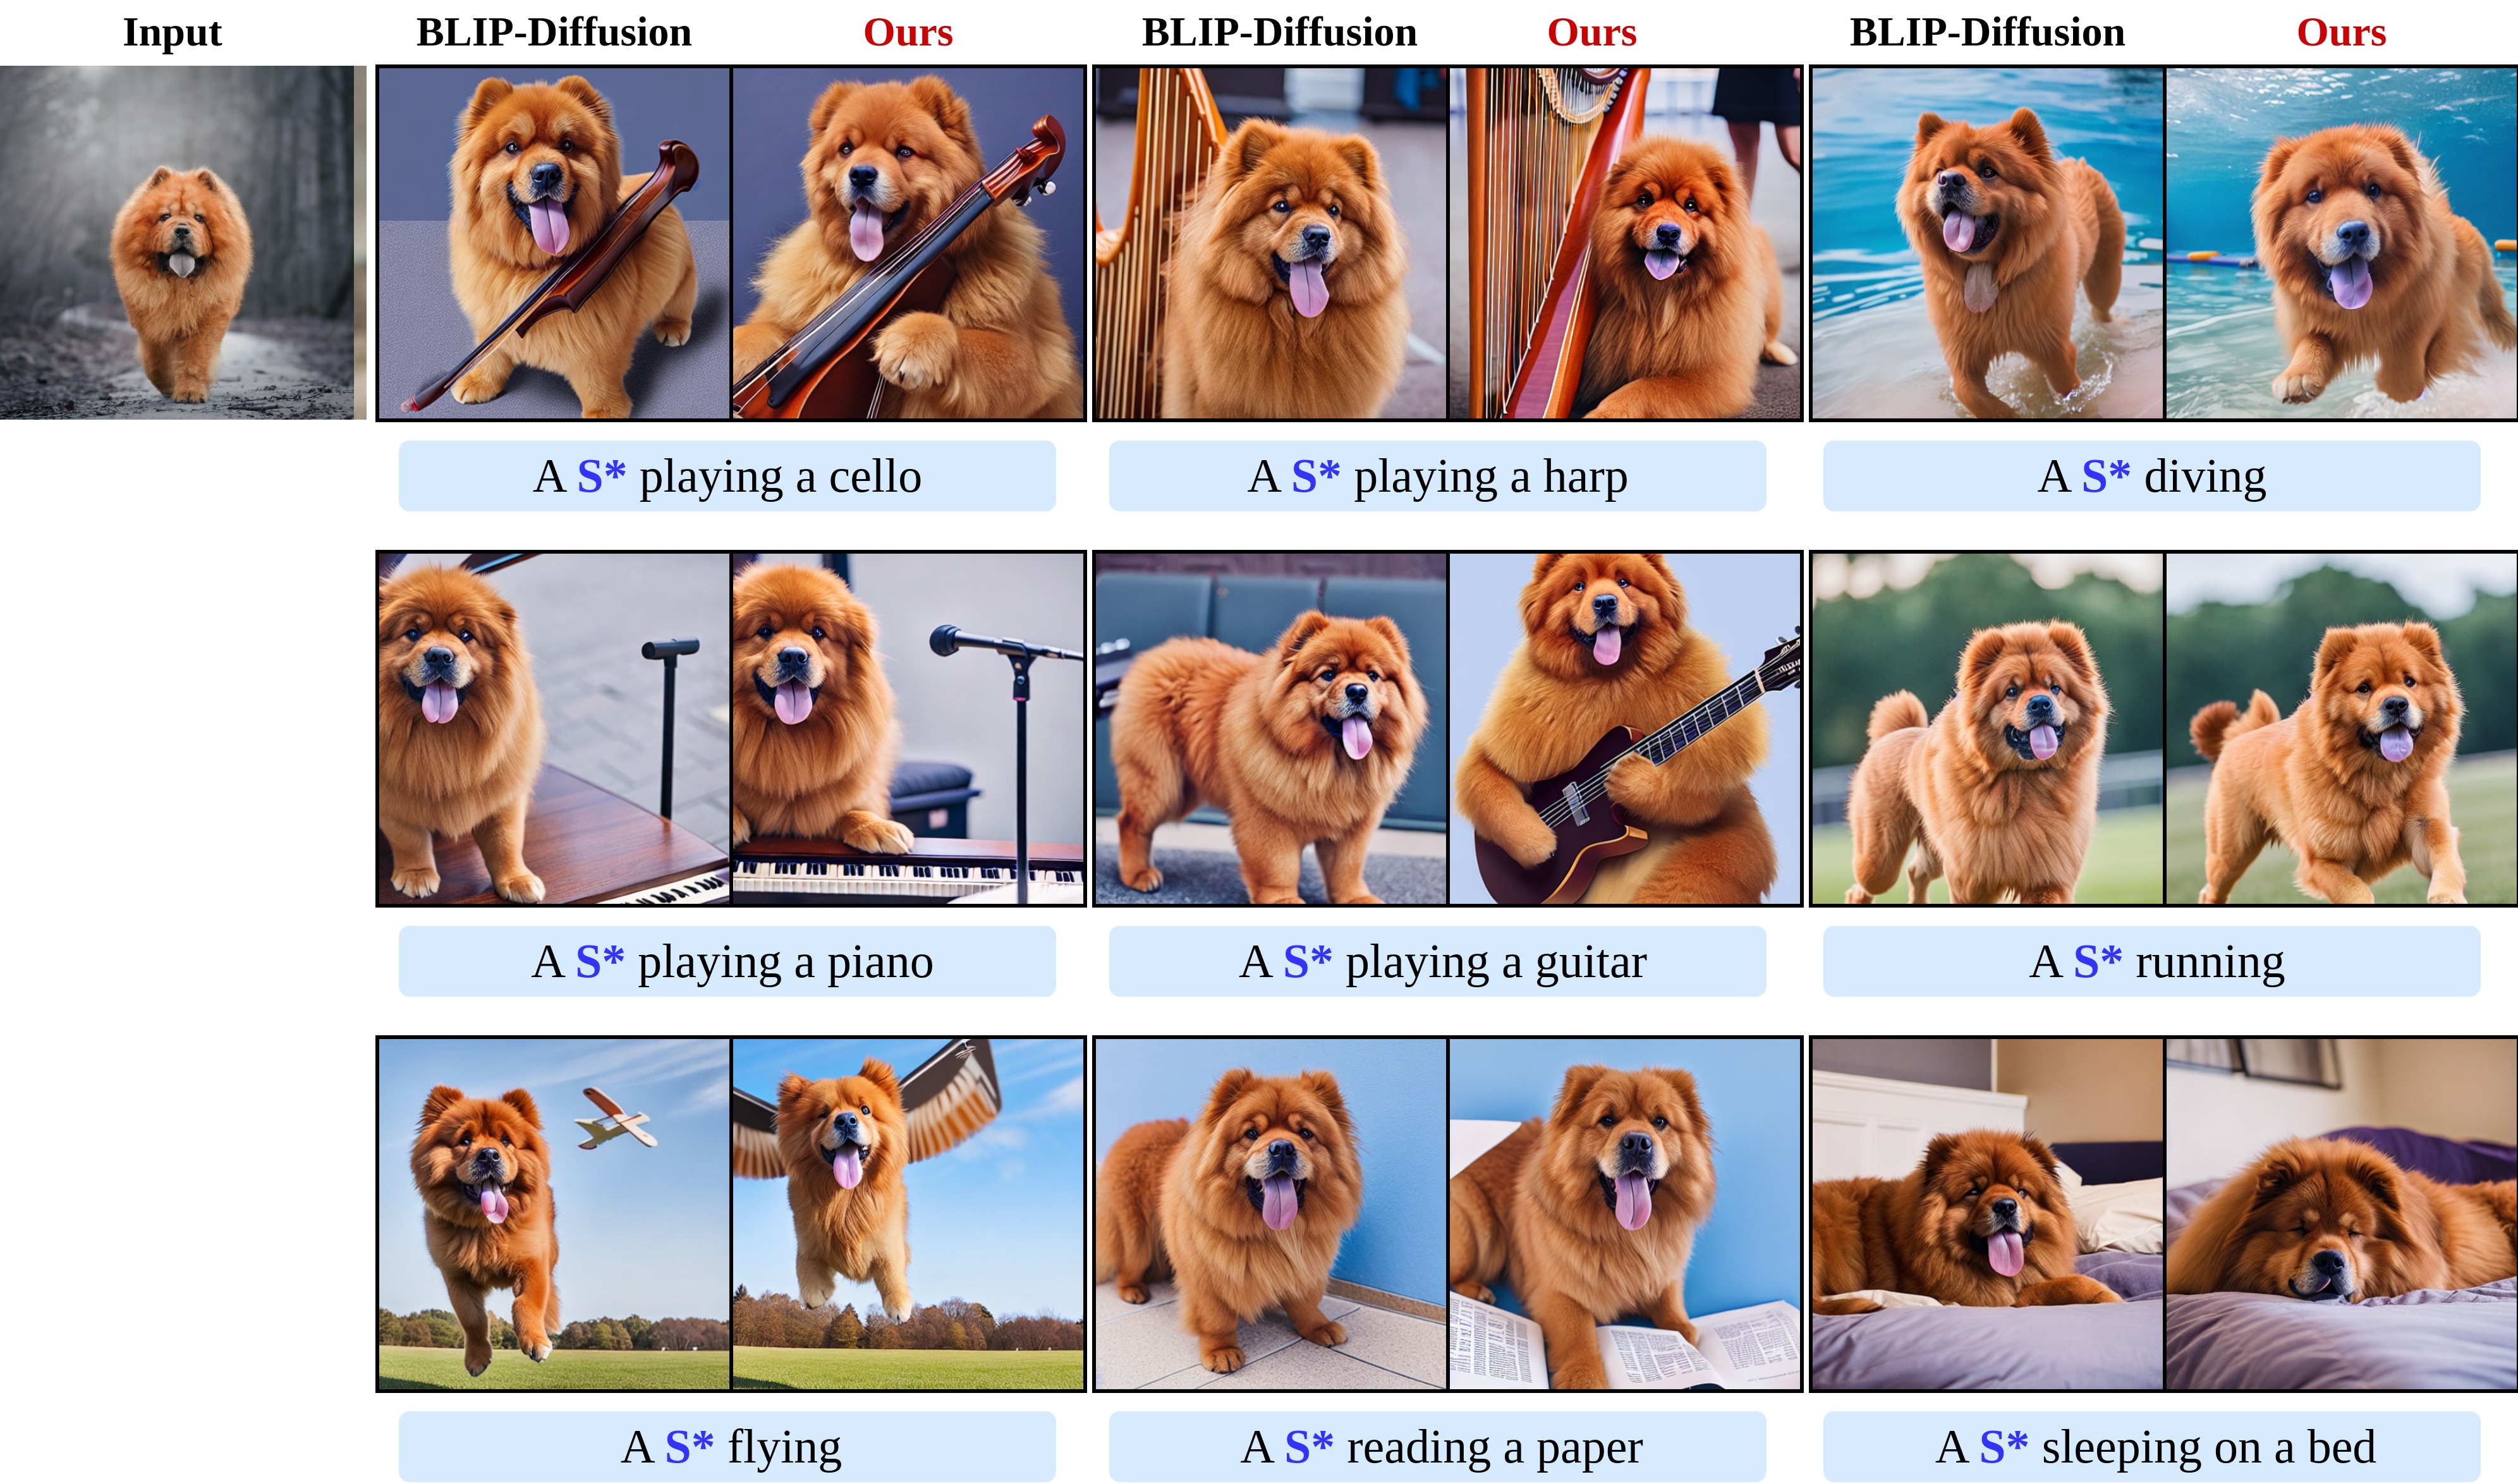 Input
BLIP-Diffusion
Ours
BLIP-Diffusion
Ours
BLIP-Diffusion
Ours
A S* playing a cello
A S* playing a harp
A S* diving
A S* playing a piano
A S* playing a guitar
A S* running
A S* flying
A S* reading a paper
A S* sleeping on a bed